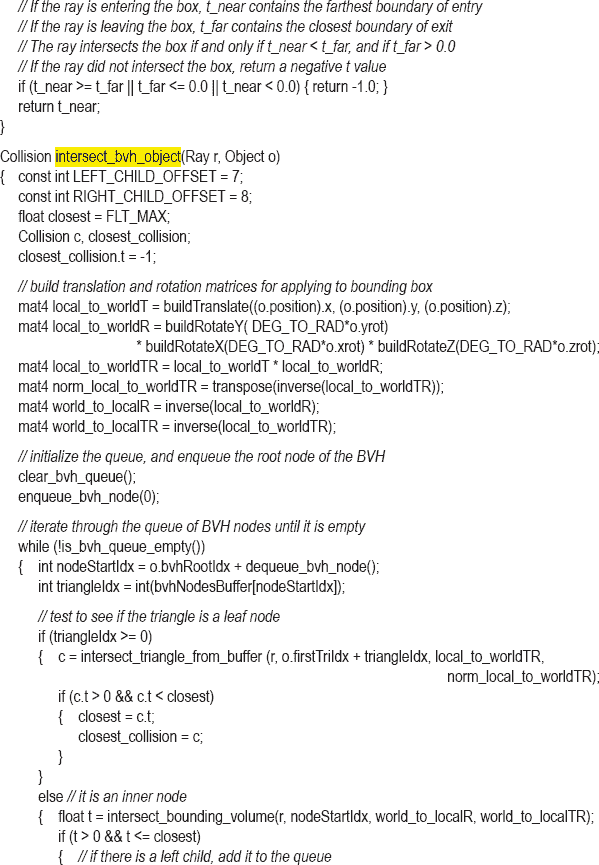 // If the ray is entering the box, t_near contains the farthest boundary of entry
// If the ray is leaving the box, t_far contains the closest boundary of exit
// The ray intersects the box if and only if t_near < t_far, and if t_far > 0.0
// If the ray did not intersect the box, return a negative t value
if (t_near >= t_far || t_far <= 0.0 || t_near < 0.0) { return -1.0; }
return t_near;
}
Collision intersect_bvh_object(Ray r, Object o)
{ const int LEFT_CHILD_OFFSET = 7;
const int RIGHT_CHILD_OFFSET = 8;
float closest = FLT_MAX;
Collision c, closest_collision;
closest_collision.t = -1;
// build translation and rotation matrices for applying to bounding box
mat4 local_to_worldT = buildTranslate((o.position).x, (o.position).y, (o.position).z);
mat4 local_to_worldR = buildRotateY( DEG_TO_RAD*o.yrot)
* buildRotateX(DEG_TO_RAD*o.xrot) * buildRotateZ(DEG_TO_RAD*o.zrot);
mat4 local_to_worldTR = local_to_worldT * local_to_worldR;
mat4 norm_local_to_worldTR = transpose(inverse(local_to_worldTR));
mat4 world_to_localR = inverse(local_to_worldR);
mat4 world_to_localTR = inverse(local_to_worldTR);
// initialize the queue, and enqueue the root node of the BVH
clear_bvh_queue();
enqueue_bvh_node(0);
// iterate through the queue of BVH nodes until it is empty
while (!is_bvh_queue_empty())
{ int nodeStartIdx = o.bvhRootIdx + dequeue_bvh_node();
int triangleIdx = int(bvhNodesBuffer[nodeStartIdx]);
// test to see if the triangle is a leaf node
if (triangleIdx >= 0)
{ c = intersect_triangle_from_buffer (r, o.firstTriIdx + triangleIdx, local_to_worldTR,
norm_local_to_worldTR);
if (c.t > 0 && c.t < closest)
{ closest = c.t;
closest_collision = c;
}
}
else // it is an inner node
{ float t = intersect_bounding_volume(r, nodeStartIdx, world_to_localR, world_to_localTR);
if (t > 0 && t <= closest)
{ // if there is a left child, add it to the queue